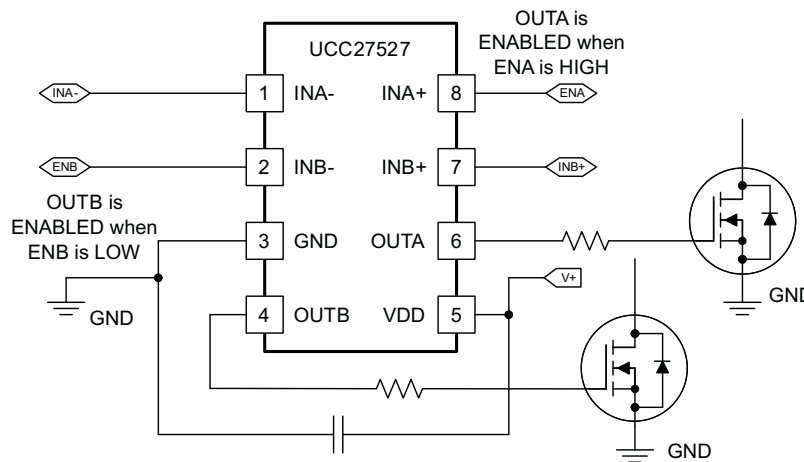 OUTA is
ENABLED when
ENA is HIGH
UCC27527
INA-
1
INA-
INA+
8
ENA
ENB
2
INB-
INB+
7
INB+
OUTB is
ENABLED when
ENB is LOW
3
GND
OUTA
6
GND
4
OUTB
VDD
5
V+
GND
GND